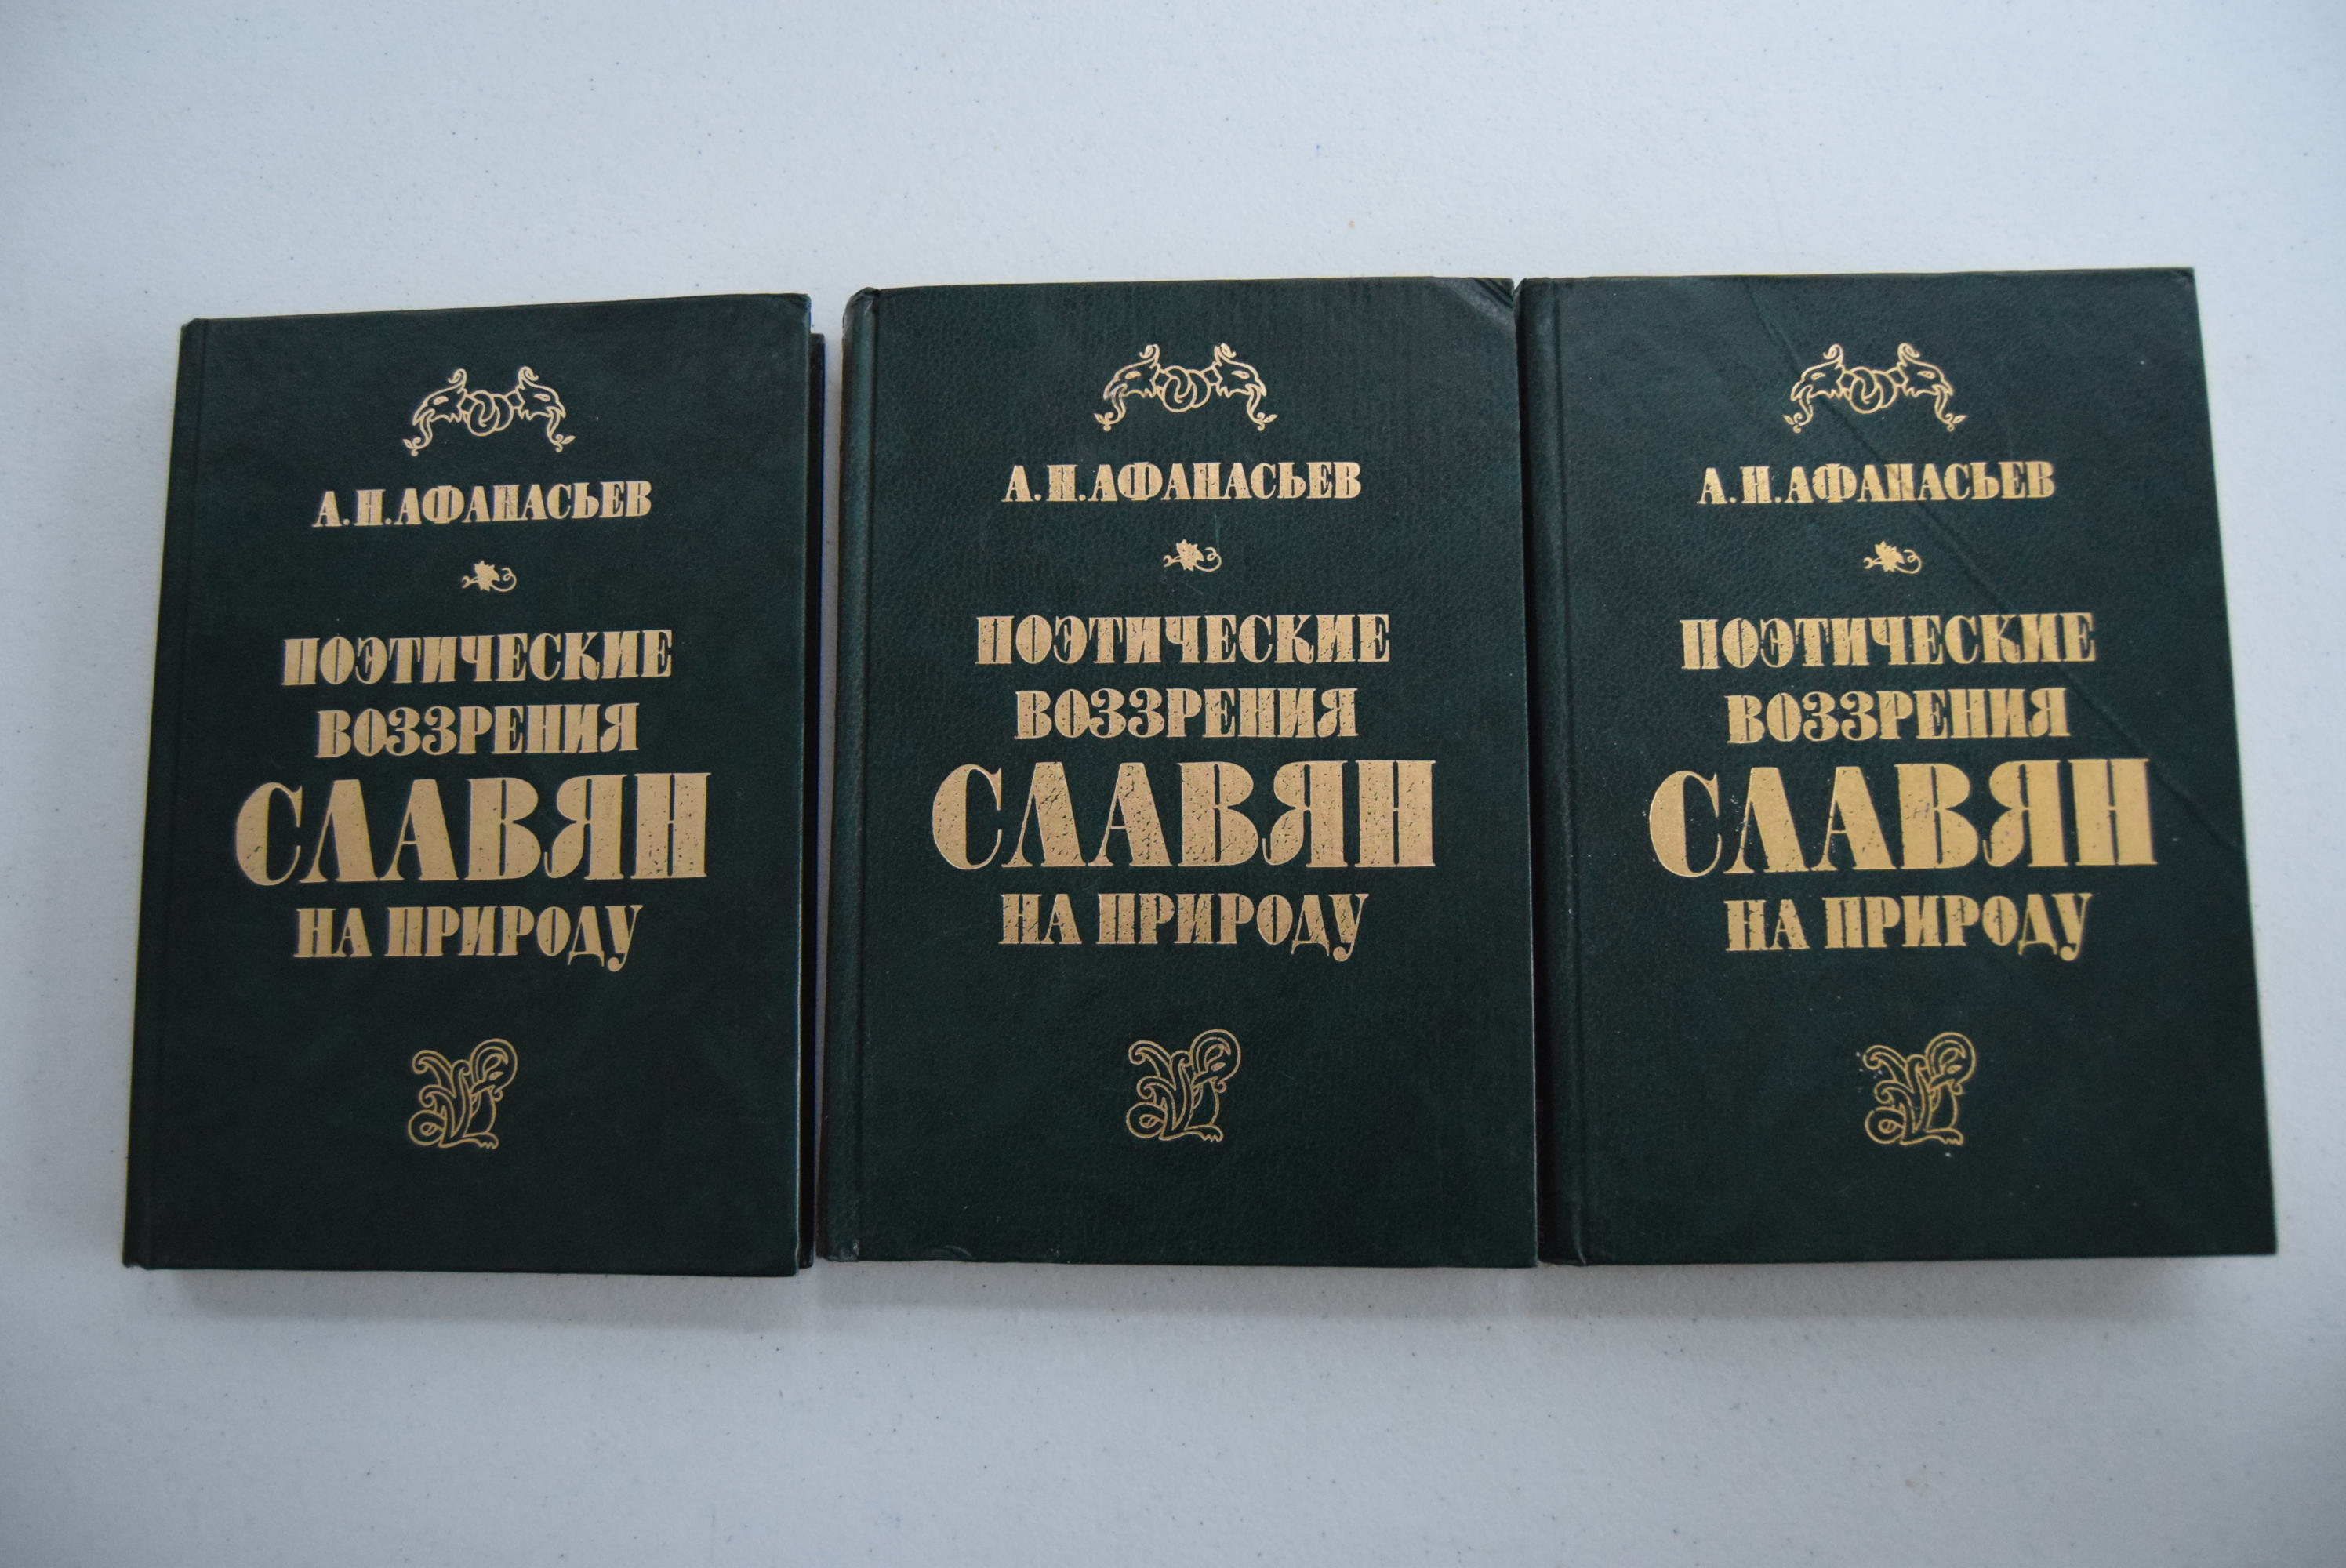 А.Н.АФАНАСЬЕВ
ПОЭТИЧЕСКИЕ
ВОЗЗРЕНИЯ
СЛАВЯН
НА ПРИРОДУ
А.Н.АФАНАСЬЕВ
ПОЭТИЧЕСКИЕ
ВОЗЗРЕНИЯ
СЛАВЯН
НА ПРИРОДУ
А.Н.АФАНАСЬЕВ
ПОЭТИЧЕСКИЕ
ВОЗЗРЕНИЯ
СЛАВЯН
НА ПРИРОДУ